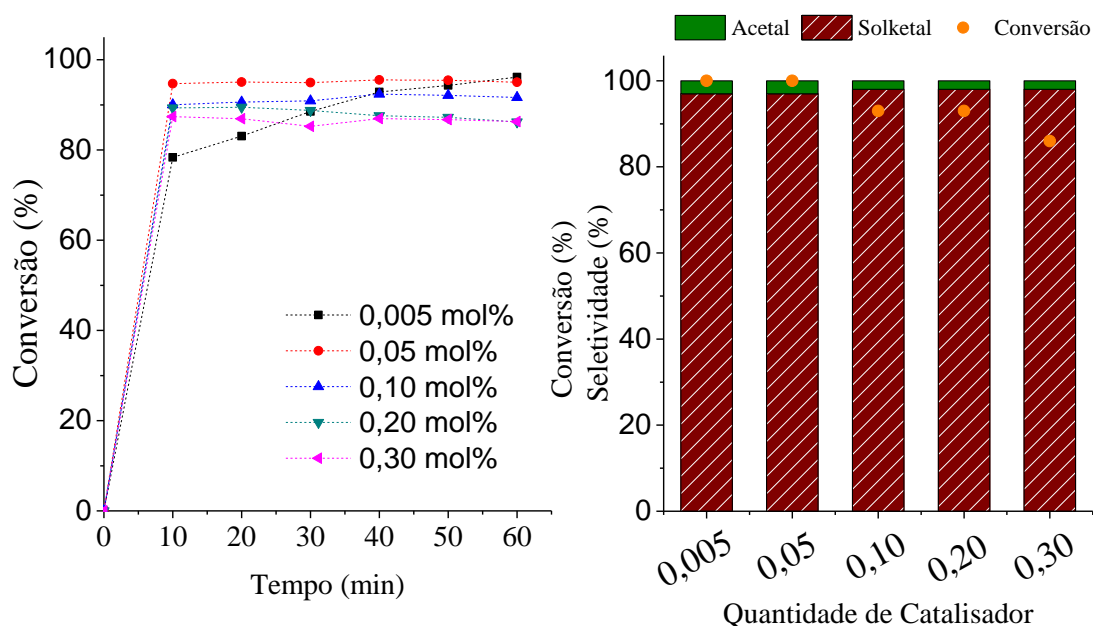 100
80
60
40
20
0
Conversão (%)
0 10 20 30 40 50 60
Tempo (min)
0,005 mol%
0,05 mol%
0,10 mol%
0,20 mol%
0,30 mol%
Acetal Solketal Conversão
100
80
60
40
20
0
Conversão (%)
Seletividade (%)
0,005 0,05 0,10 0,20 0,30
Quantidade de Catalisador